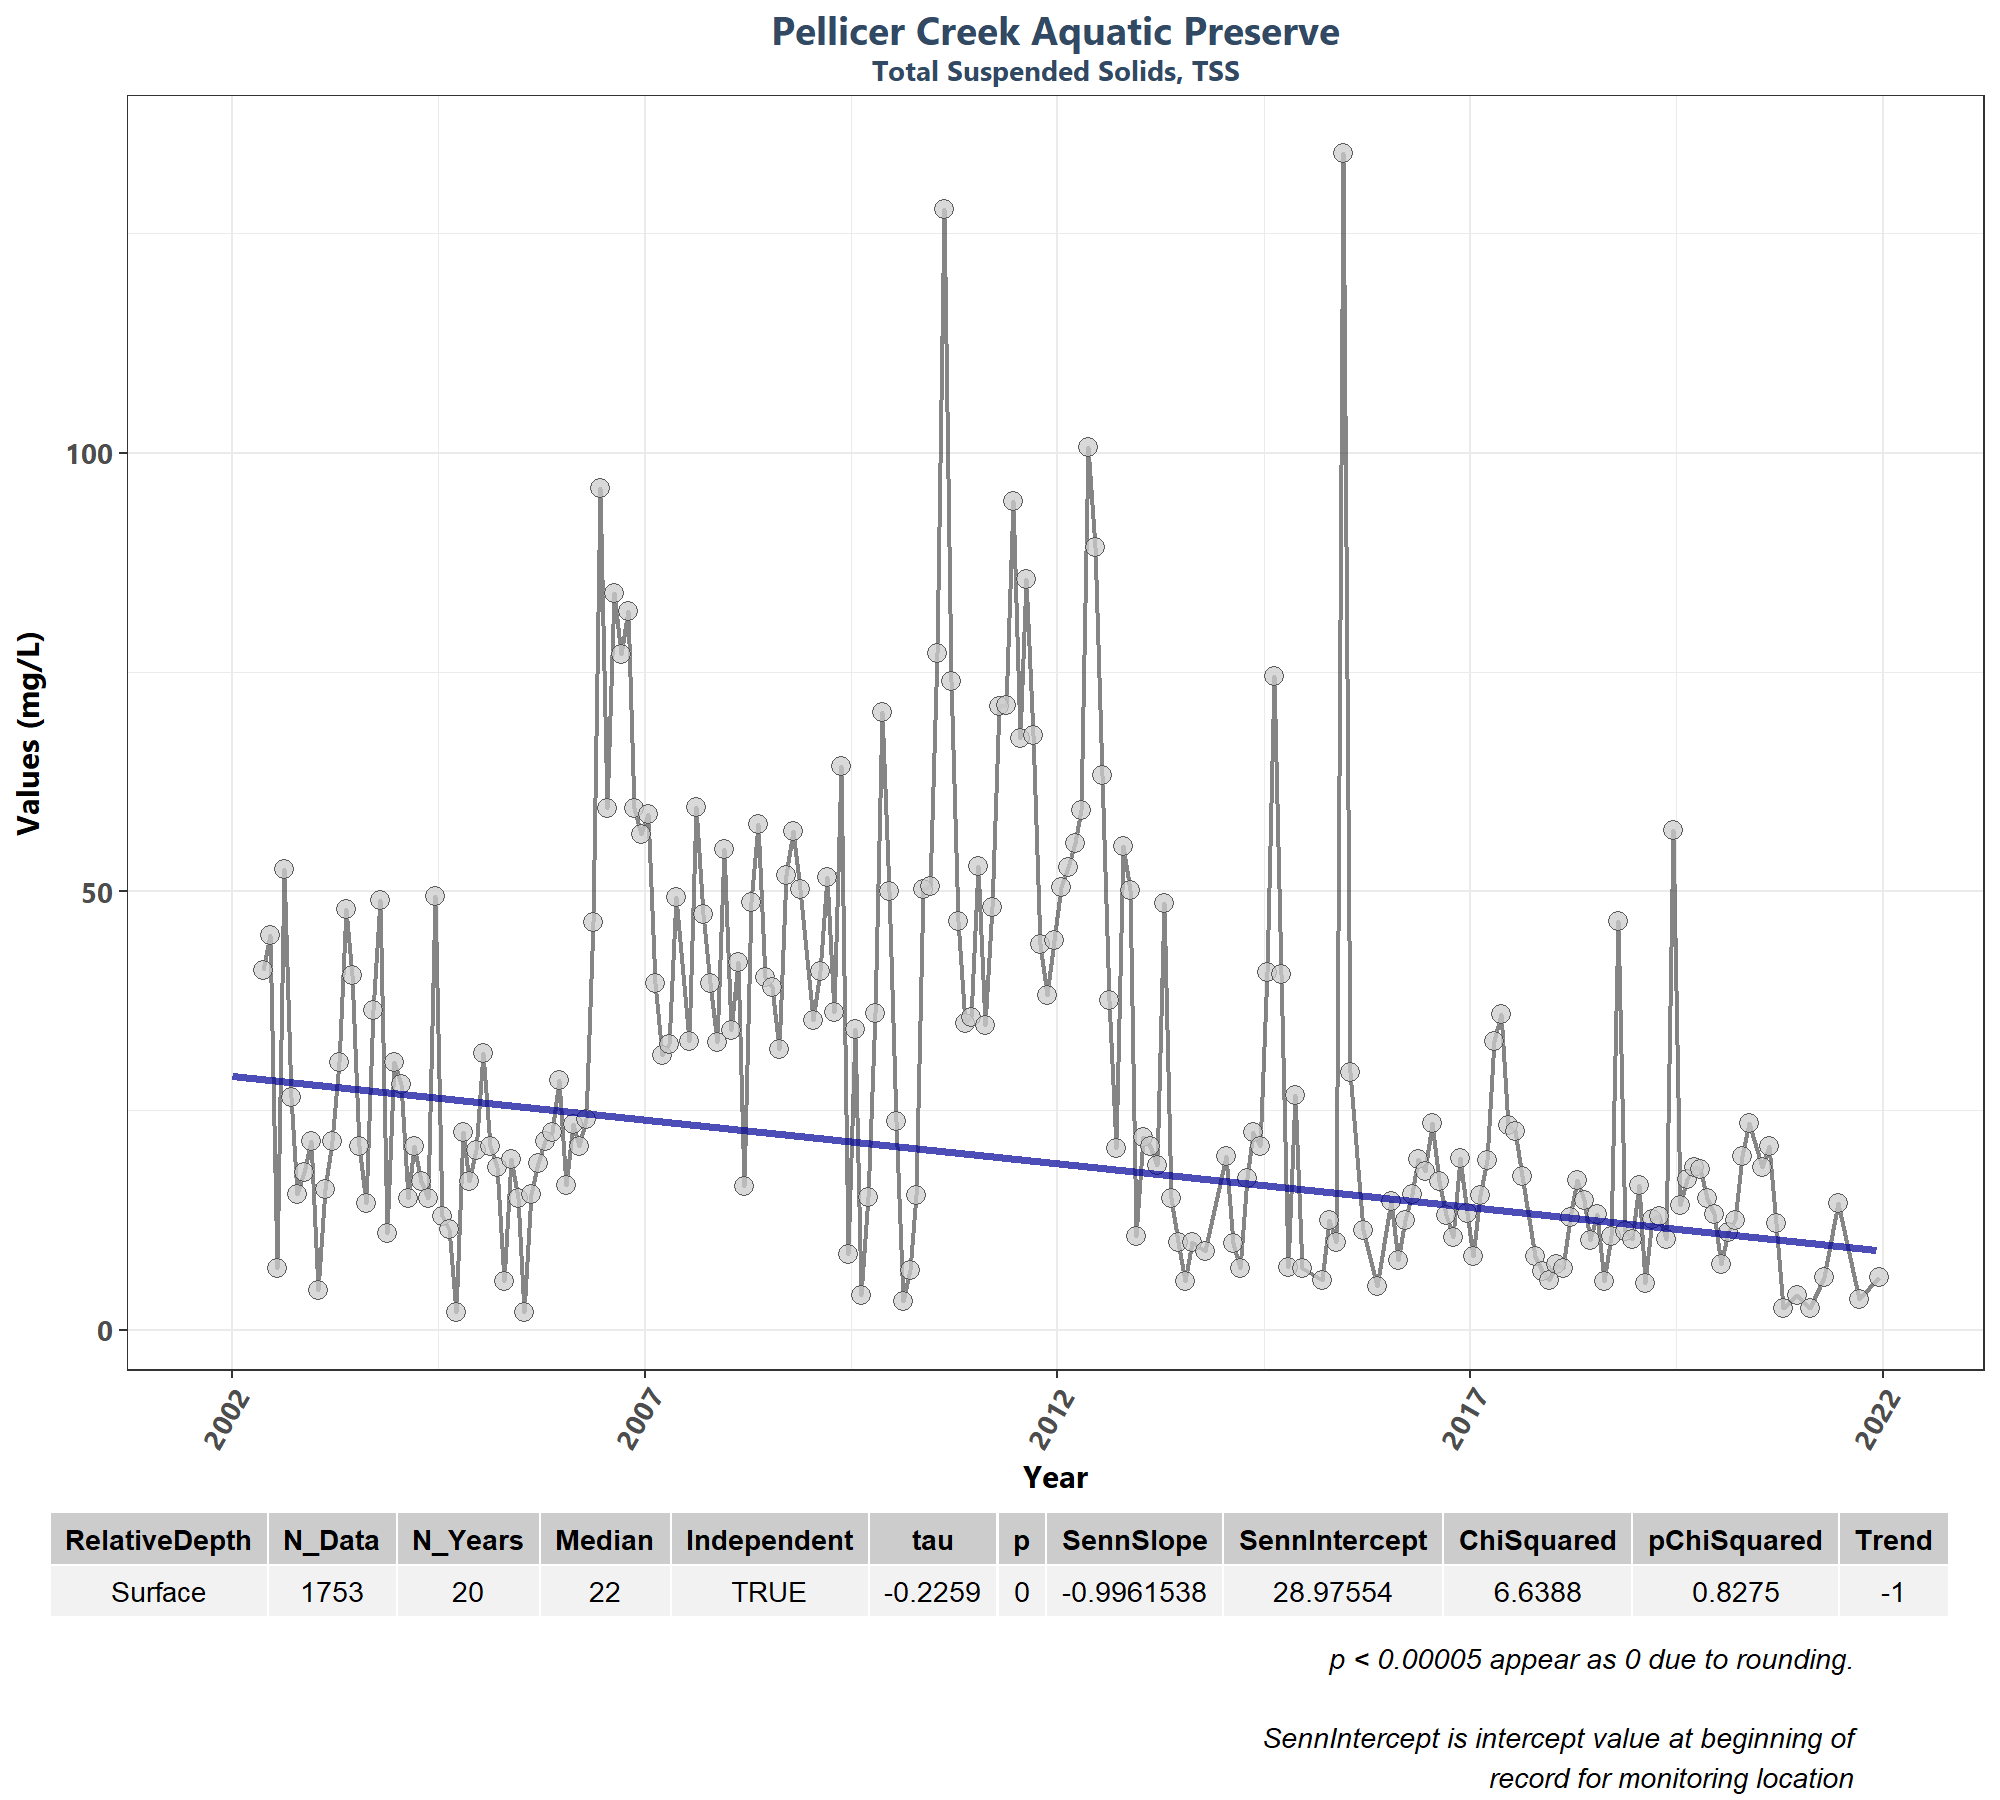 Pellicer Creek Aquatic Preserve
Total Suspended Solids, TSS
Values (mg/L)
100
50
0
2002 2007 2012 2017 2022
Year
RelativeDepth N_Data N_Years Median Independent tau p SennSlope SennIntercept ChiSquared pChiSquared Trend
Surface 1753 20 22 TRUE -0.2259 0 -0.9961538 28.97554 6.6388 0.8275 -1
p < 0.00005 appear as 0 due to rounding.
SennIntercept is intercept value at beginning of
record for monitoring location